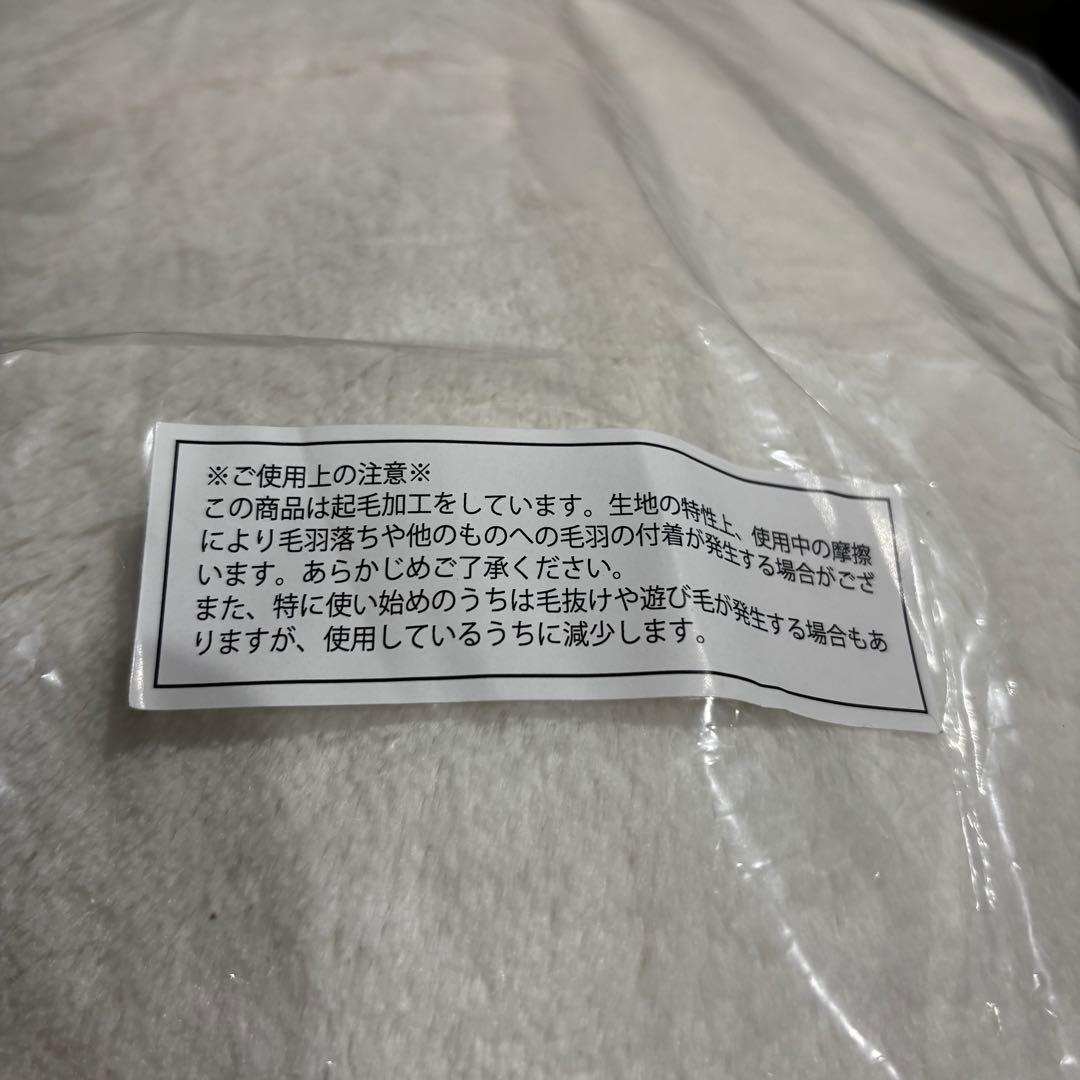 ※ご使用上の注意※
この商品は起毛加工をしています。生地の特性上、使用中の摩擦
により毛羽落ちや他のものへの毛羽の付着が発生する場合がござ
います。あらかじめご了承ください。
また、特に使い始めのうちは毛抜けや遊び毛が発生する場合もあ
りますが、使用しているうちに減少します。